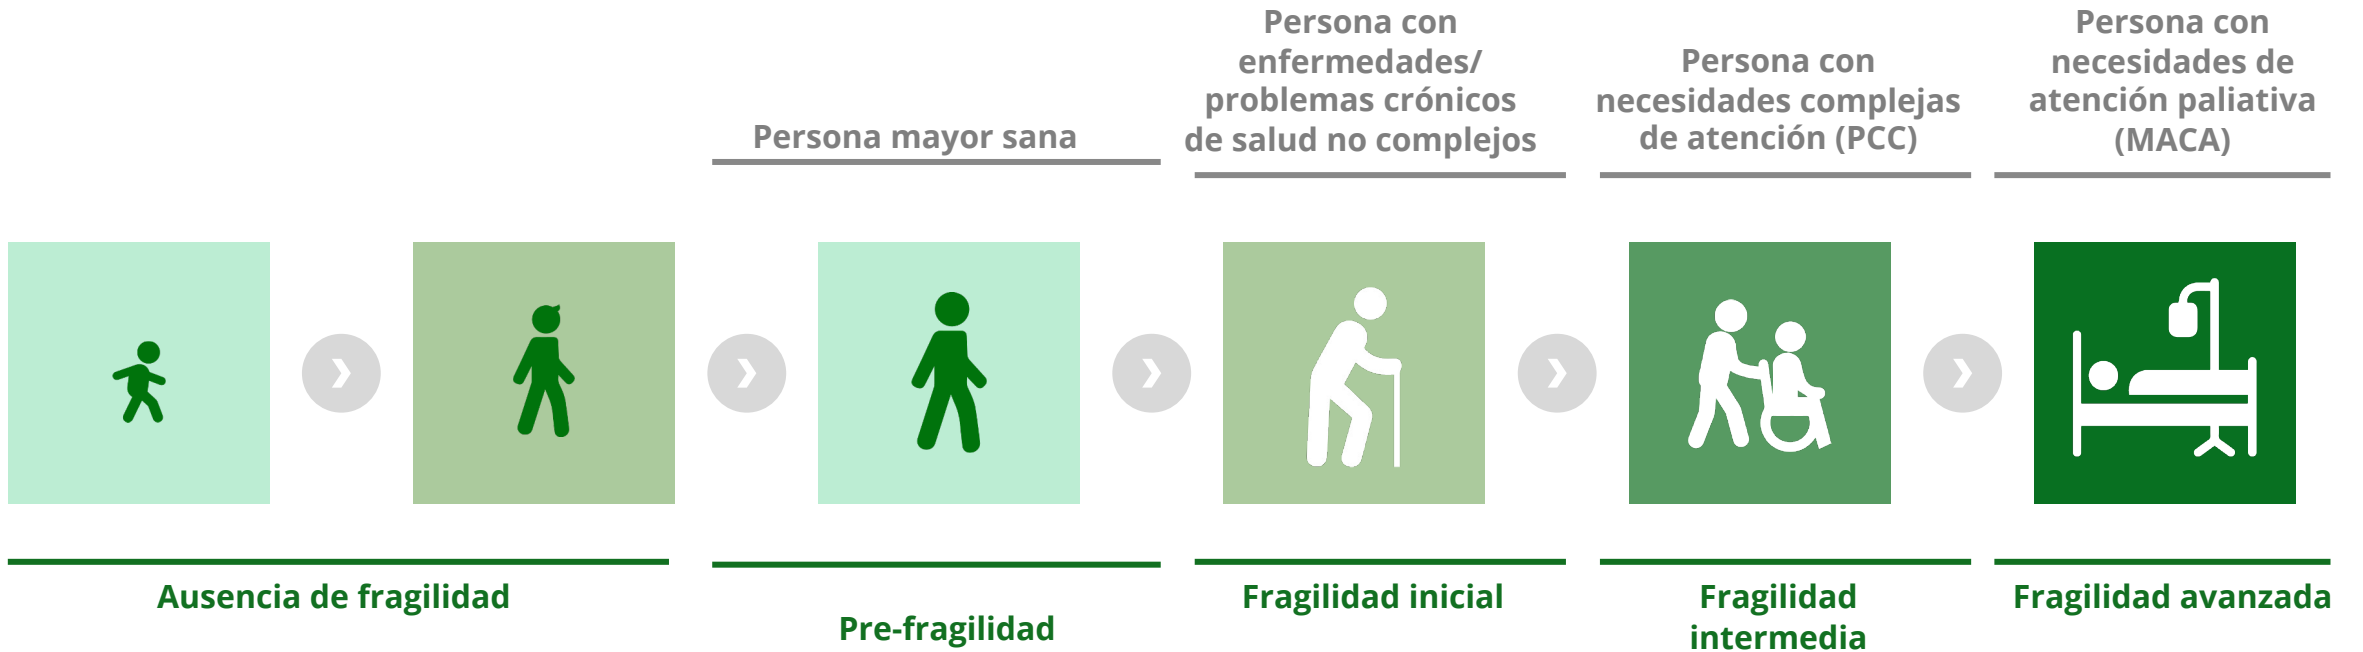 Persona mayor sana
Persona con
enfermedades/
problemas crónicos
de salud no complejos
Persona con
necesidades complejas
de atención (PCC)
Persona con
necesidades de
atención paliativa
(MACA)
Ausencia de fragilidad
Pre-fragilidad
Fragilidad inicial
Fragilidad
intermedia
Fragilidad avanzada